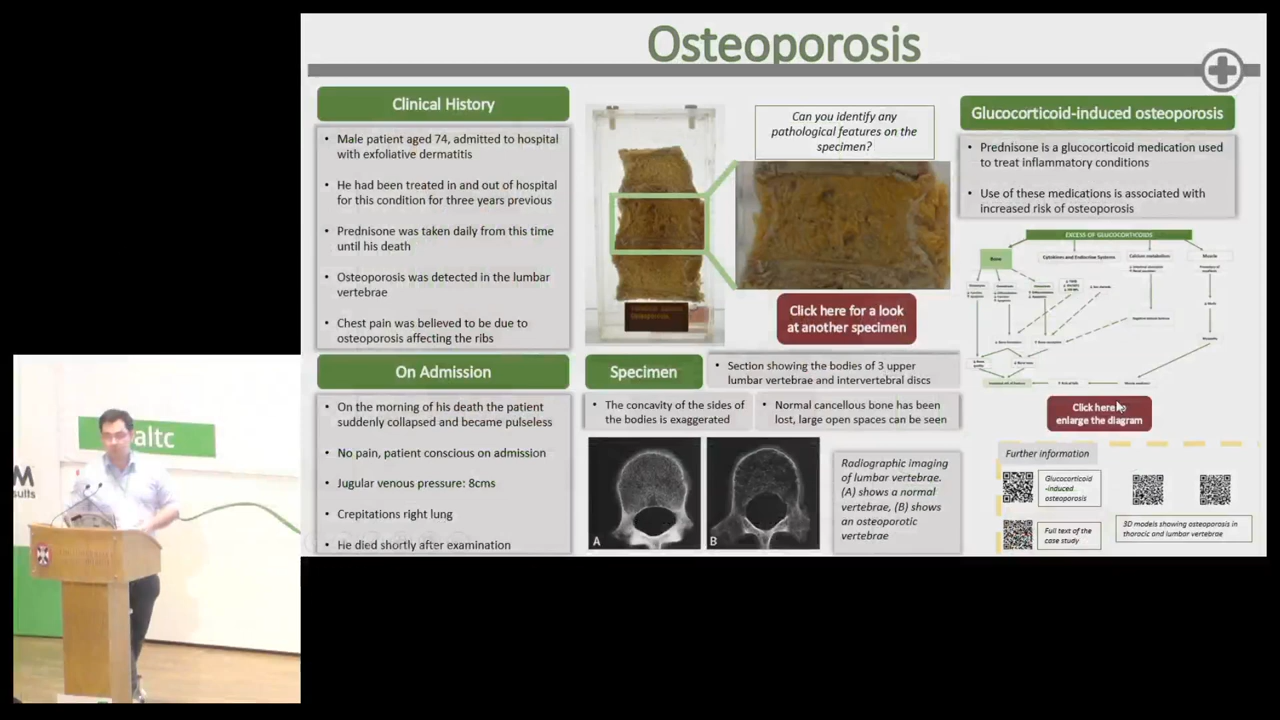 Osteoporosis
Clinical History
• Male patient aged 74, admitted to hospital
with exfoliative dermatitis
• He had been treated in and out of hospital
for this condition for three years previous
• Prednisone was taken daily from this time
until his death
• Osteoporosis was detected in the lumbar
vertebrae
• Chest pain was believed to be due to
osteoporosis affecting the ribs
On Admission
• On the morning of his death the patient
suddenly collapsed and became pulseless
• No pain, patient conscious on admission
• Jugular venous pressure: 8cms
• Crepitations right lung
• He died shortly after examination
Can you identify any
pathological features on the
specimen?
Click here for a look
at another specimen
Specimen
• Section showing the bodies of 3 upper
lumbar vertebrae and intervertebral discs
• The concavity of the sides of
the bodies is exaggerated
• Normal cancellous bone has been
lost, large open spaces can be seen
A
B
Radiographic imaging
of lumbar vertebrae.
(A) shows a normal
vertebrae, (B) shows
an osteoporotic
vertebrae
Glucocorticoid-induced osteoporosis
• Prednisone is a glucocorticoid medication used
to treat inflammatory conditions
• Use of these medications is associated with
increased risk of osteoporosis
EXCESS OF GLUCOCORTICOIDS
Bone
Cytokines and Endocrine Systems
Calcium metabolism
Muscle
Click here to
enlarge the diagram
Further information
Glucocorticoid
-induced
osteoporosis
Full text of the
case study
3D models showing osteoporosis in
thoracic and lumbar vertebrae
altc
M
sults